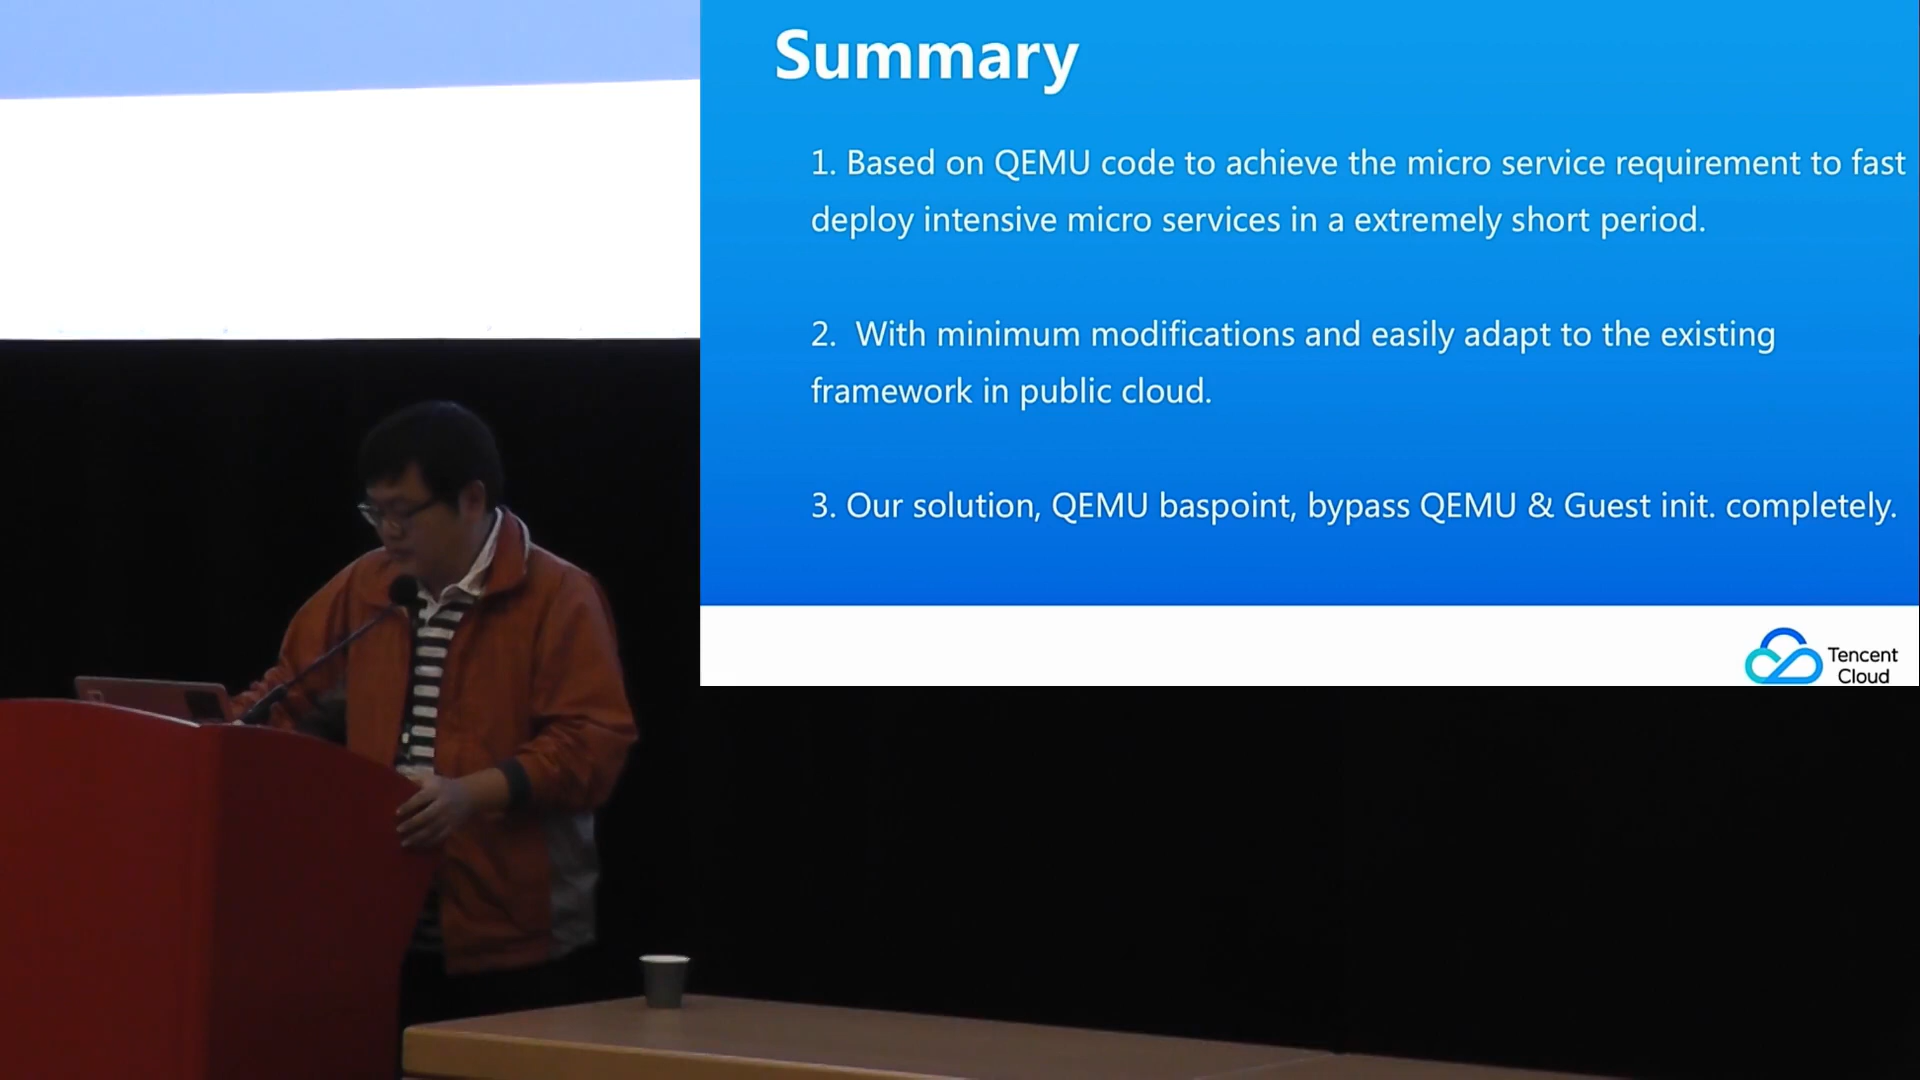 Summary
1. Based on QEMU code to achieve the micro service requirement to fast
deploy intensive micro services in a extremely short period.
2. With minimum modifications and easily adapt to the existing
framework in public cloud.
3. Our solution, QEMU baspoint, bypass QEMU & Guest init. completely.
Tencent
Cloud